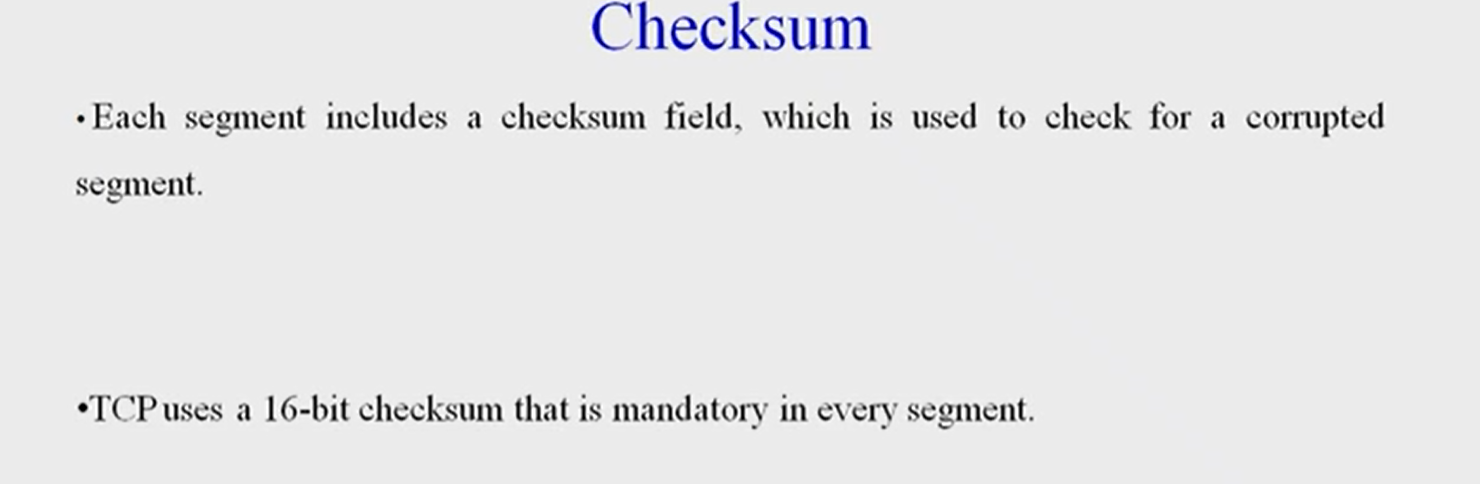 Checksum
•Each segment includes a checksum field, which is used to check for a corrupted
segment.
•TCP uses a 16-bit checksum that is mandatory in every segment.